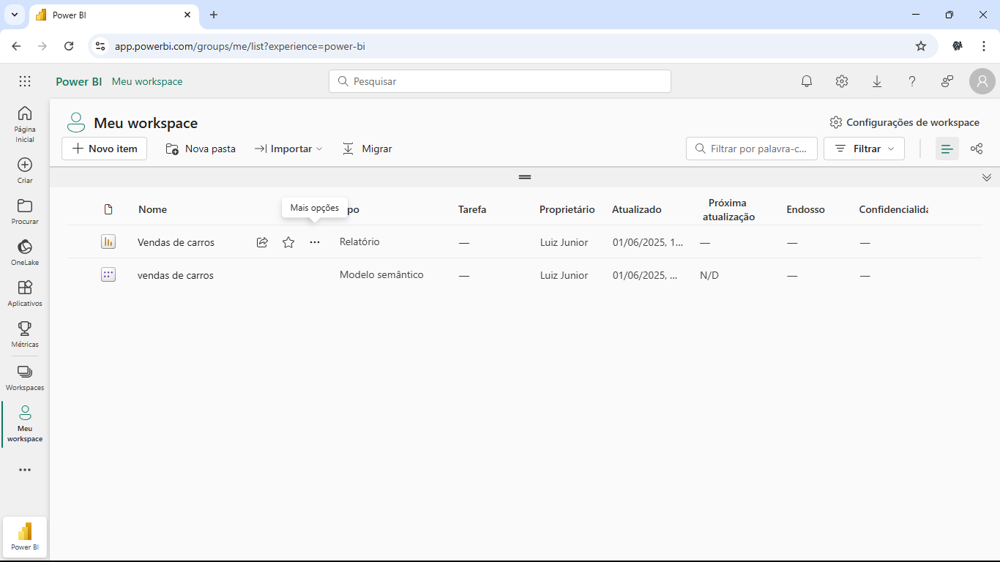 Power BI
app.powerbi.com/groups/me/list?experience=power-bi
Power BI Meu workspace
Pesquisar
Página
Inicial
Criar
Procurar
OneLake
Aplicativos
Métricas
Workspaces
Meu
workspace
Power BI
Meu workspace
Configurações de workspace
Novo item
Nova pasta
Importar
Migrar
Filtrar por palavra-c...
Filtrar
Mais opções
Nome
po
Tarefa
Proprietário
Atualizado
Próxima
atualização
Endosso
Confidencialida
Vendas de carros Relatório — Luiz Junior 01/06/2025, 1... — — —
vendas de carros Modelo semântico — Luiz Junior 01/06/2025, ... N/D — —